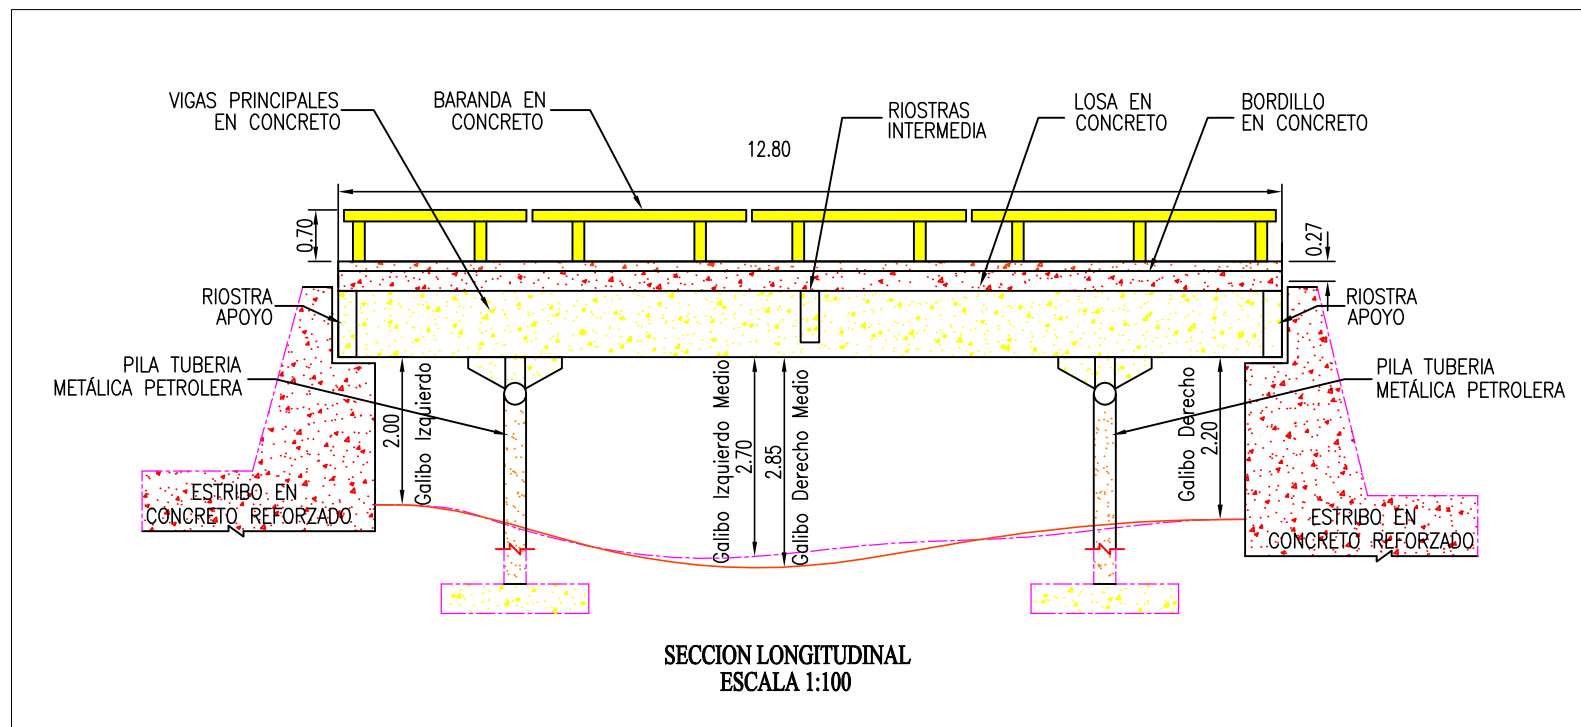 VIGAS PRINCIPALES
EN CONCRETO
BARANDA EN
CONCRETO
RIOSTRAS
INTERMEDIA
LOSA EN
CONCRETO
BORDILLO
EN CONCRETO
12.80
0.70
0.27
RIOSTRA
APOYO
RIOSTRA
APOYO
PILA TUBERIA
METÁLICA PETROLERA
PILA TUBERIA
METÁLICA PETROLERA
2.00
Galibo Izquierdo
Galibo Izquierdo Medio
2.70
2.85
Galibo Derecho Medio
Galibo Derecho
2.20
ESTRIBO EN
CONCRETO REFORZADO
ESTRIBO EN
CONCRETO REFORZADO
SECCION LONGITUDINAL
ESCALA 1:100